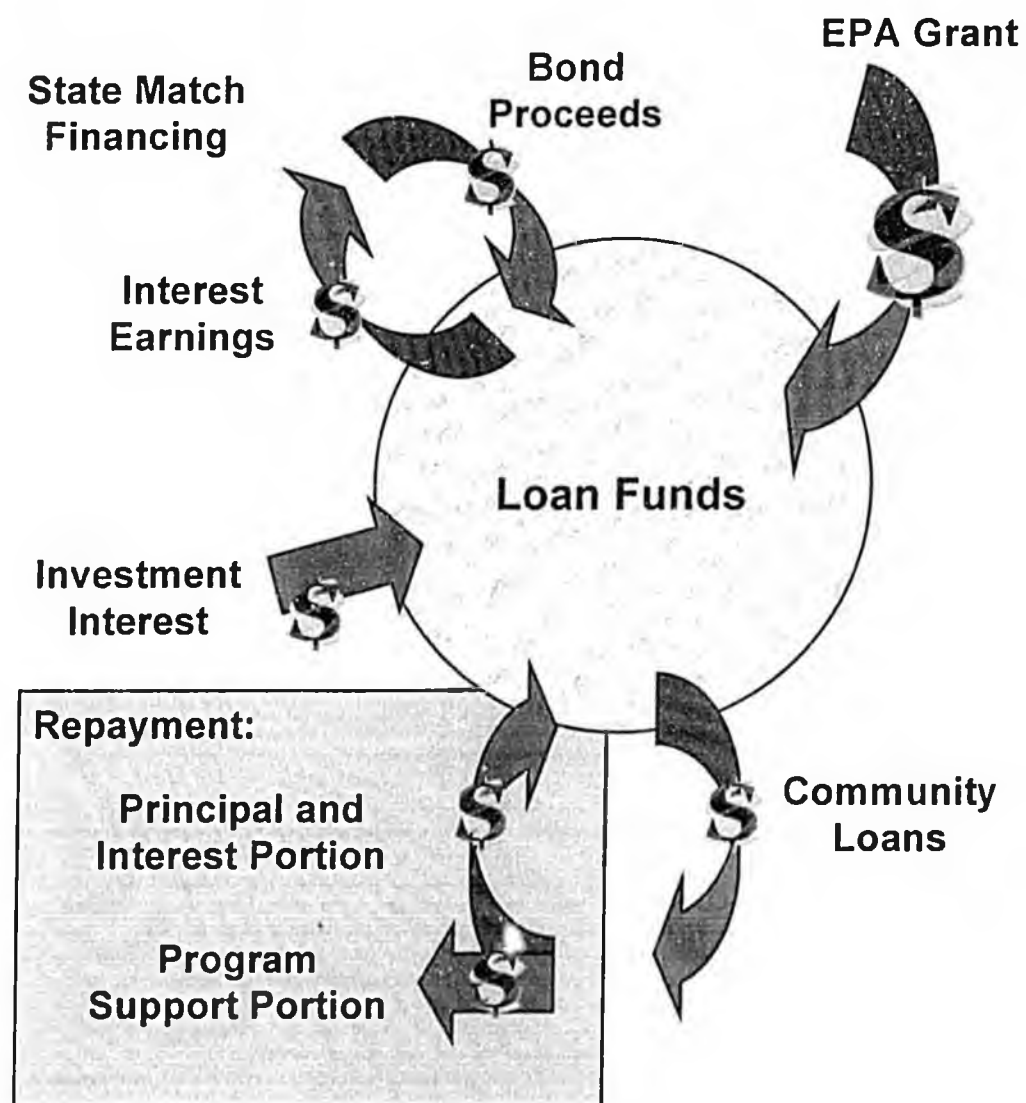 EPA Grant
State Match
Financing
Bond
Proceeds
$
$
$
Interest
Earnings
Loan Funds
Investment
Interest
$
Repayment:
Principal and
Interest Portion
$
$
Community
Loans
Program
Support Portion
$